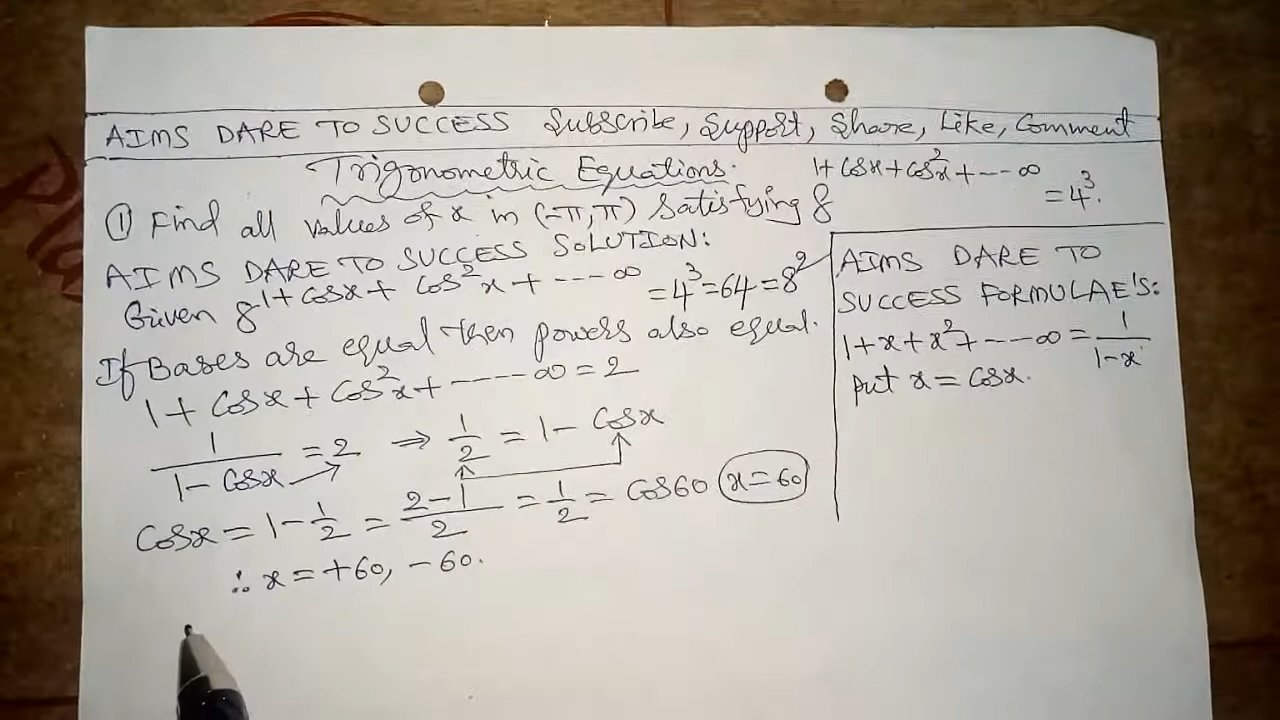 AIMS DARE TO SUCCESS Subscribe, Support, Share, Like, Comment
Trigonometric Equations.
① Find all values of x in (-π, π) satisfying 8^1+cosx+cos²x+-----∞ = 4³.
AIMS DARE TO SUCCESS SOLUTION:
Given 8^1+cosx+cos²x+-----∞ = 4³ = 64 = 8²
If Bases are equal then powers also equal.
1 + cosx + cos²x + -----∞ = 2
1/(1 - cosx) = 2 ⇒ 1/2 = 1 - cosx
cosx = 1 - 1/2 = (2-1)/2 = 1/2 = cos60 x = 60
∴ x = +60, -60.
AIMS DARE TO
SUCCESS FORMULAE'S:
1 + x + x² + -----∞ = 1/(1-x)
put x = cosx.